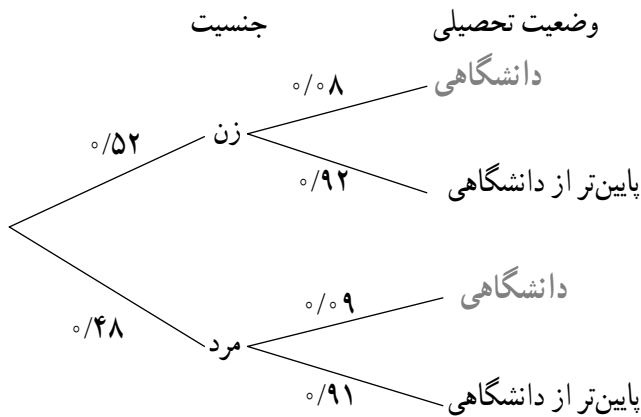 جنسیت وضعیت تحصیلی
۰/۰۸ دانشگاهی
۰/۵۲ زن
۰/۹۲ پایین‌تر از دانشگاهی
۰/۰۹ دانشگاهی
۰/۴۸ مرد
۰/۹۱ پایین‌تر از دانشگاهی